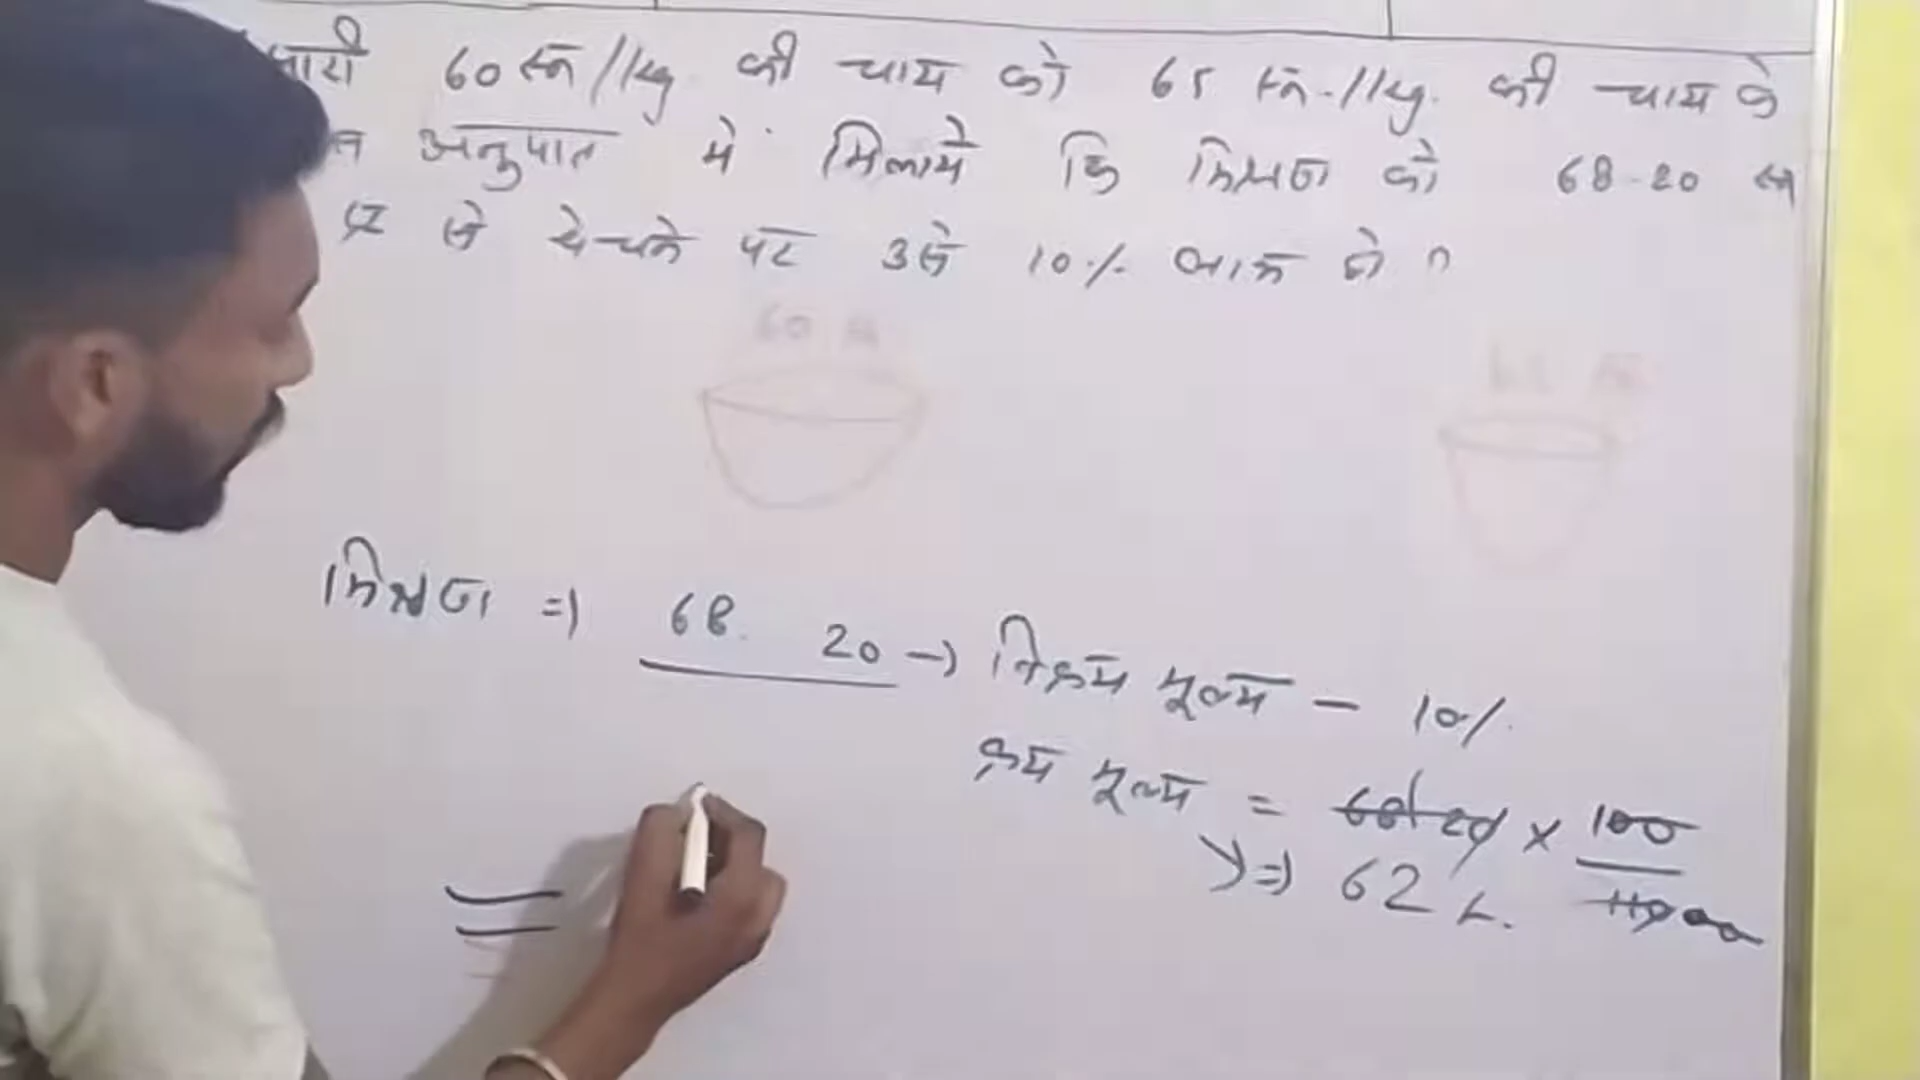 60 रू/kg. की चाय को 65 रू./kg. की चाय के
अनुपात में मिलाये कि मिश्रण को 68.20 रू
से बेचने पर उसे 10% लाभ हो ?
60 रू
मिश्रण => 68. 20 -> विक्रय मूल्य - 10%
क्रय मूल्य = 68.20 x 100
=> 62